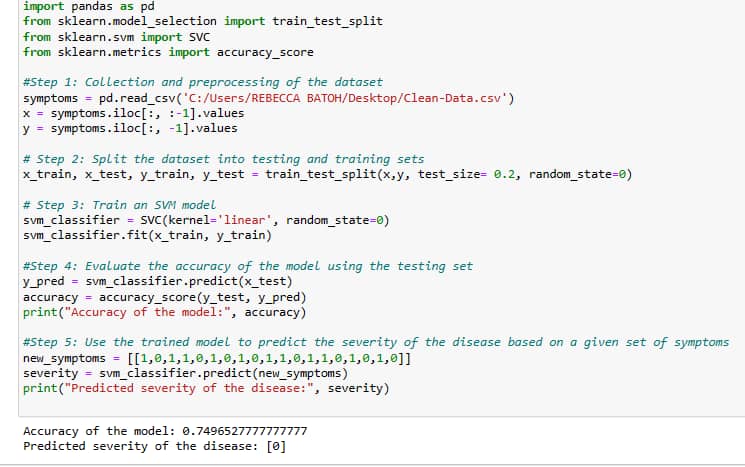 import pandas as pd
from sklearn.model_selection import train_test_split
from sklearn.svm import SVC
from sklearn.metrics import accuracy_score
#Step 1: Collection and preprocessing of the dataset
symptoms = pd.read_csv('C:/Users/REBECCA BATOH/Desktop/Clean-Data.csv')
x = symptoms.iloc[:, :-1].values
y = symptoms.iloc[:, -1].values
# Step 2: Split the dataset into testing and training sets
x_train, x_test, y_train, y_test = train_test_split(x,y, test_size= 0.2, random_state=0)
# Step 3: Train an SVM model
svm_classifier = SVC(kernel='linear', random_state=0)
svm_classifier.fit(x_train, y_train)
#Step 4: Evaluate the accuracy of the model using the testing set
y_pred = svm_classifier.predict(x_test)
accuracy = accuracy_score(y_test, y_pred)
print("Accuracy of the model:", accuracy)
#Step 5: Use the trained model to predict the severity of the disease based on a given set of symptoms
new_symptoms = [[1,0,1,1,0,1,0,1,0,1,1,0,1,1,0,1,0,1,0]]
severity = svm_classifier.predict(new_symptoms)
print("Predicted severity of the disease:", severity)
Accuracy of the model: 0.7496527777777777
Predicted severity of the disease: [0]